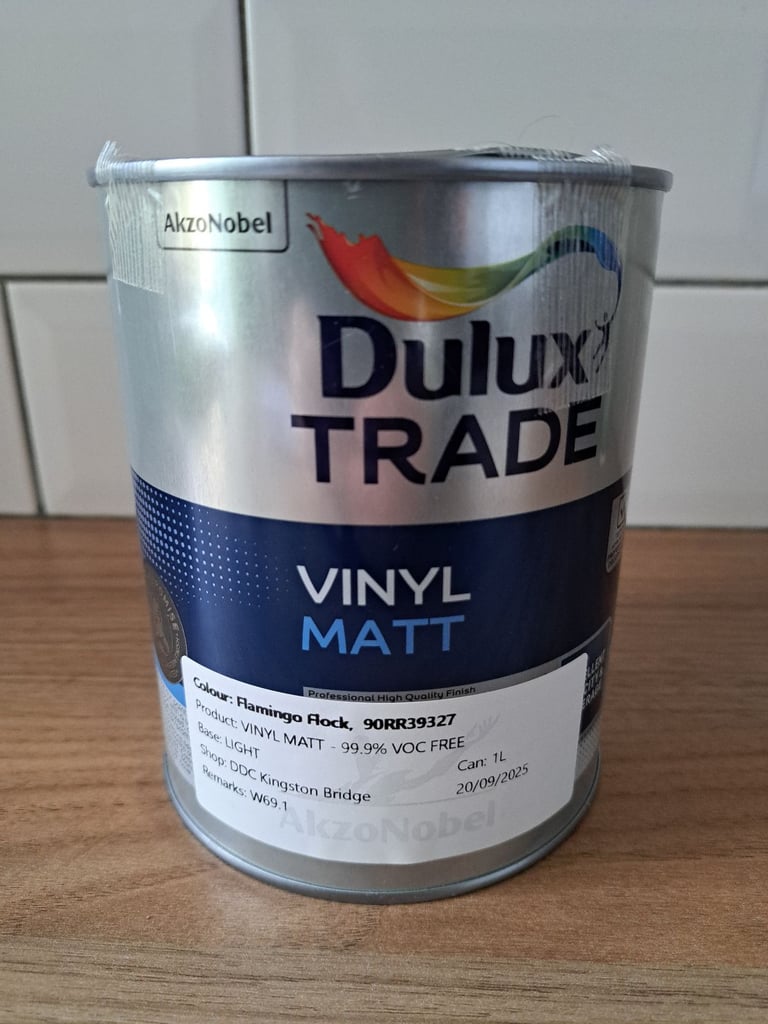 AkzoNobel
Dulux
TRADE
VINYL
MATT
Professional High Quality Finish
Colour: Flamingo Flock, 90RR39327
Product: VINYL MATT - 99.9% VOC FREE
Base: LIGHT
Can: 1L
Shop: DDC Kingston Bridge
20/09/2025
Remarks: W69.1
AkzoNobel